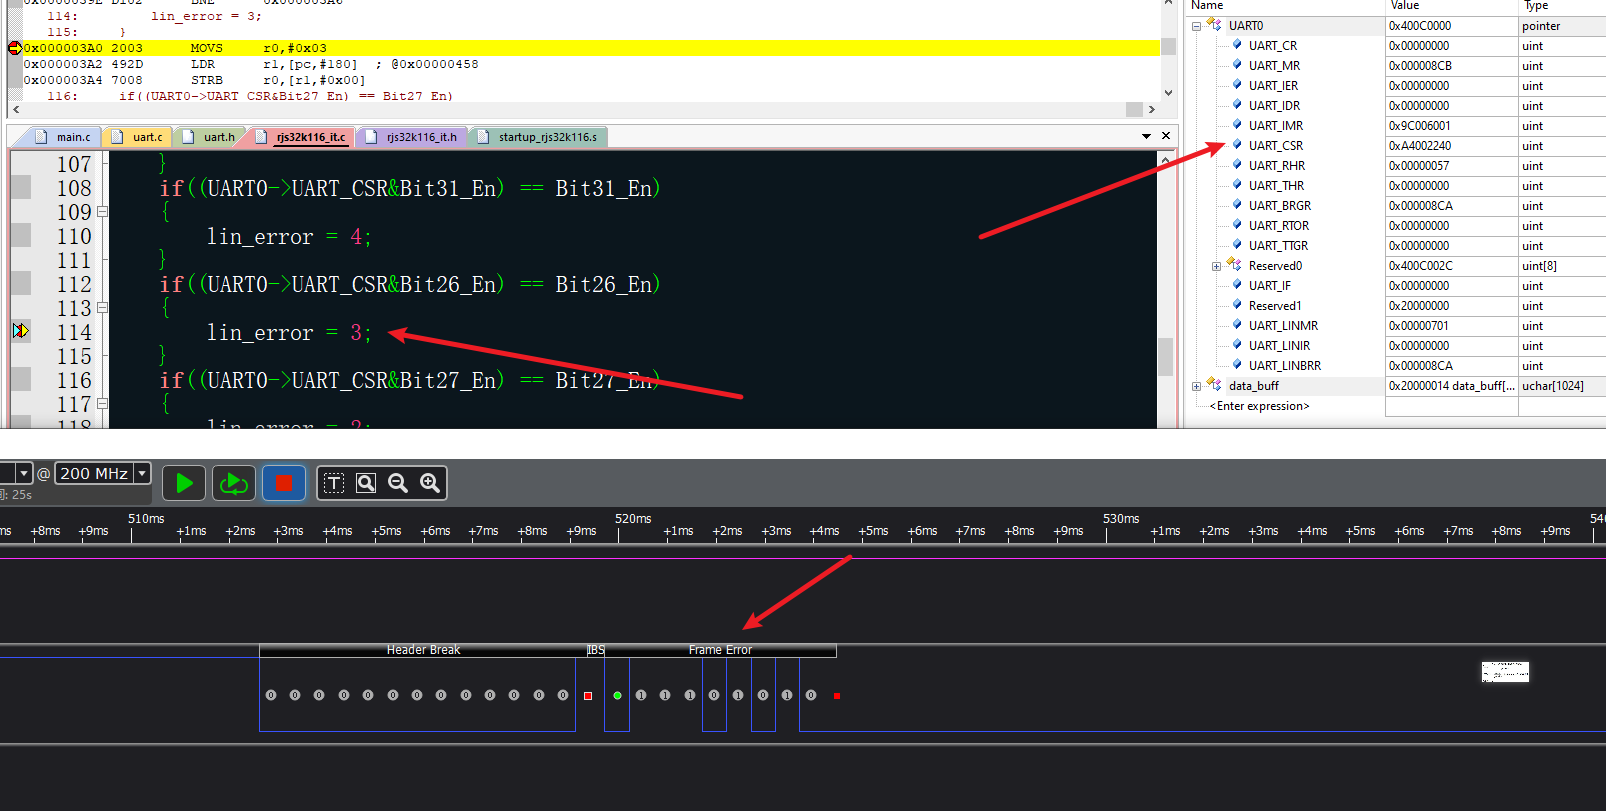 0x0000039E D102 BNE 0x000003A6
114: lin_error = 3;
115: }
0x000003A0 2003 MOVS r0,#0x03
0x000003A2 492D LDR r1,[pc,#180] ; @0x00000458
0x000003A4 7008 STRB r0,[r1,#0x00]
116: if((UART0->UART_CSR&Bit27_En) == Bit27_En)
main.c uart.c uart.h rjs32k116_it.c rjs32k116_it.h startup_rjs32k116.s
107 }
108 if((UART0->UART_CSR&Bit31_En) == Bit31_En)
109 {
110 lin_error = 4;
111 }
112 if((UART0->UART_CSR&Bit26_En) == Bit26_En)
113 {
114 lin_error = 3;
115 }
116 if((UART0->UART_CSR&Bit27_En) == Bit27_En)
117 {
118 lin_error = 2;
Name Value Type
UART0 0x400C0000 pointer
UART_CR 0x00000000 uint
UART_MR 0x000008CB uint
UART_IER 0x00000000 uint
UART_IDR 0x00000000 uint
UART_IMR 0x9C006001 uint
UART_CSR 0xA4002240 uint
UART_RHR 0x00000057 uint
UART_THR 0x00000000 uint
UART_BRGR 0x000008CA uint
UART_RTOR 0x00000000 uint
UART_TTGR 0x00000000 uint
Reserved0 0x400C002C uint[8]
UART_IF 0x00000000 uint
Reserved1 0x20000000 uint
UART_LINMR 0x00000701 uint
UART_LINIR 0x00000000 uint
UART_LINBRR 0x000008CA uint
data_buff 0x20000014 data_buff[... uchar[1024]
<Enter expression>
@ 200 MHz
: 25s
T
510ms 520ms 530ms 540
ms +8ms +9ms +1ms +2ms +3ms +4ms +5ms +6ms +7ms +8ms +9ms +1ms +2ms +3ms +4ms +5ms +6ms +7ms +8ms +9ms +1ms +2ms +3ms +4ms +5ms +6ms +7ms +8ms +9ms
Header Break IBS Frame Error
0 0 0 0 0 0 0 0 0 0 0 0 0 1 1 1 0 1 0 1 0